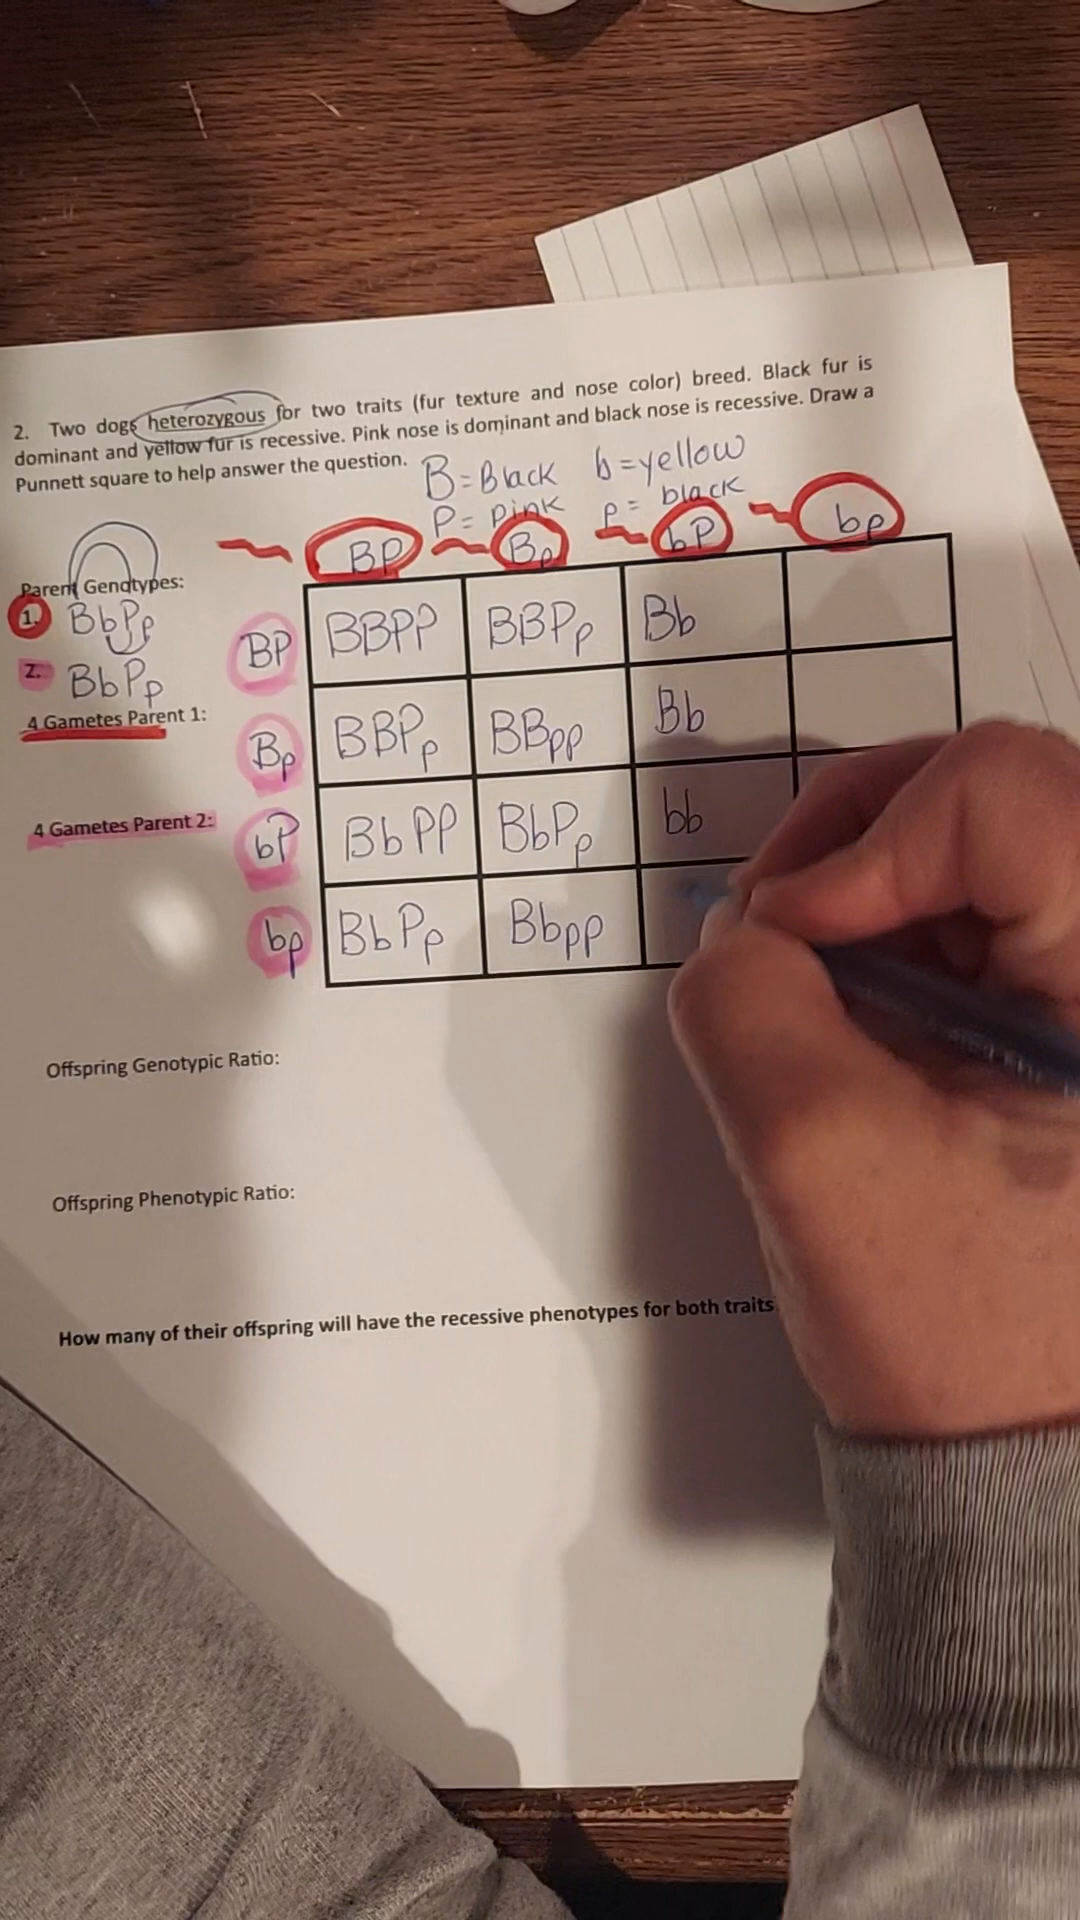 2. Two dogs heterozygous for two traits (fur texture and nose color) breed. Black fur is
dominant and yellow fur is recessive. Pink nose is dominant and black nose is recessive. Draw a
Punnett square to help answer the question.
B=Black b=yellow
P= Pink p= black
BP Bp bP bp
Parent Genotypes:
1. BbPp
2. BbPp
4 Gametes Parent 1:
4 Gametes Parent 2:
BP BBPP BBPp Bb
Bp BBPp BBpp Bb
bP BbPP BbPp bb
bp BbPp Bbpp
Offspring Genotypic Ratio:
Offspring Phenotypic Ratio:
How many of their offspring will have the recessive phenotypes for both traits